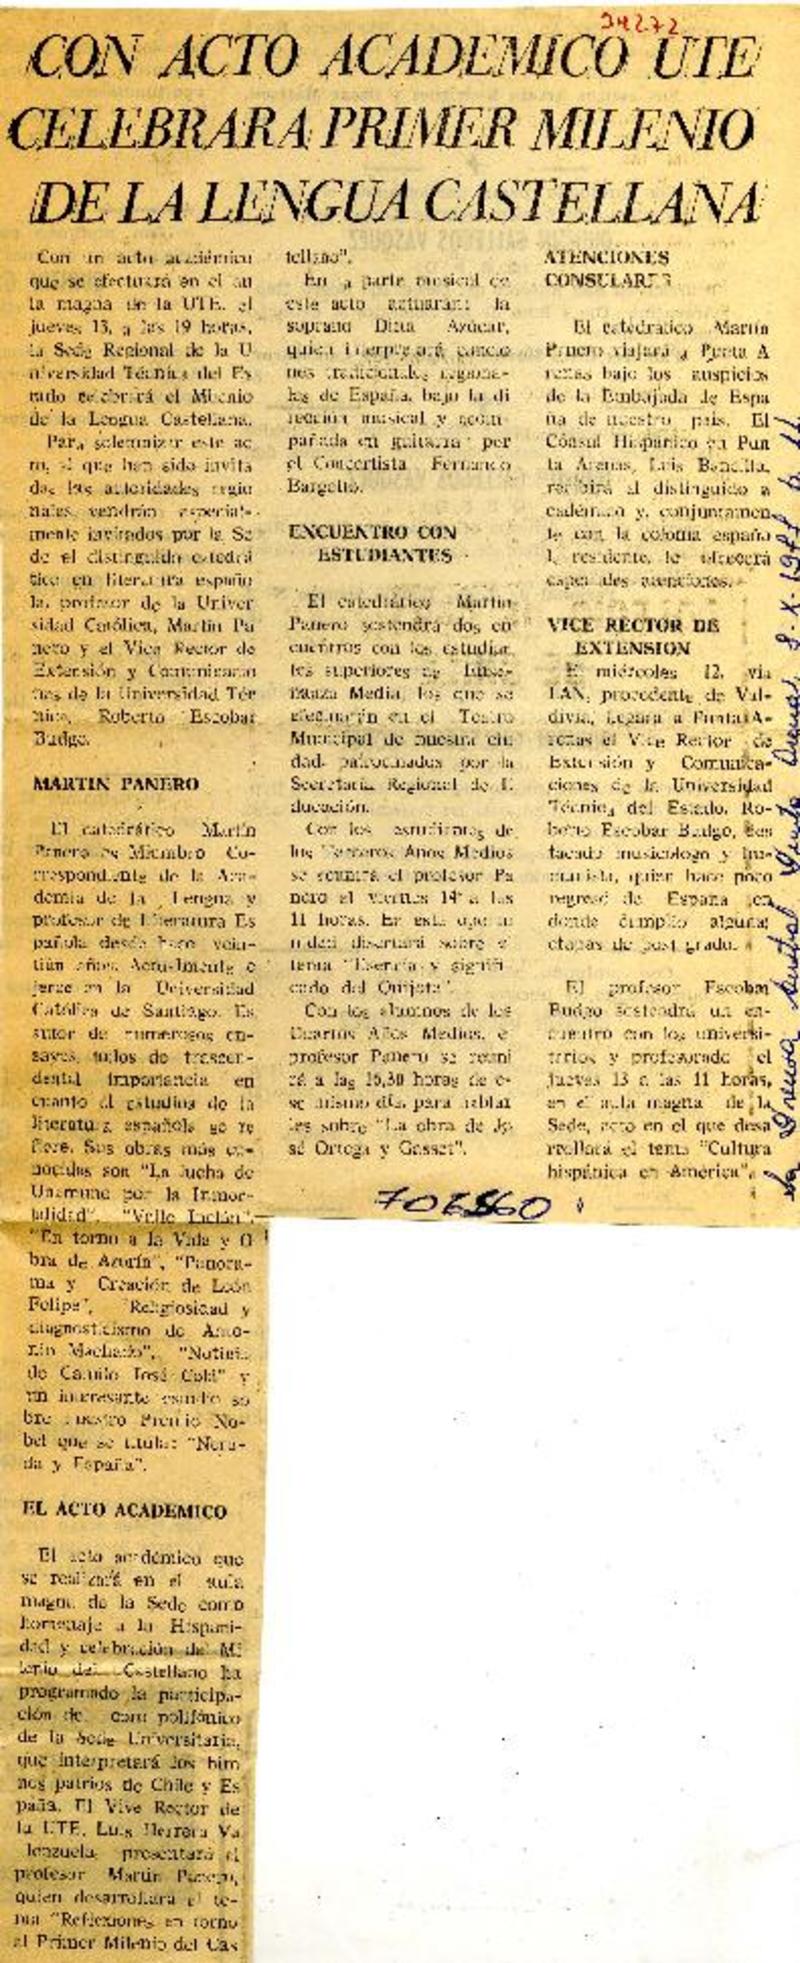 34272
CON ACTO ACADEMICO UTE
CELEBRARA PRIMER MILENIO
DE LA LENGUA CASTELLANA
Con un acto académico
que se efectuará en el au
la magna de la UTE, el
jueves 13, a las 19 horas,
la Sede Regional de la U
niversidad Técnica del Es
tado celebrará el Milenio
de la Lengua Castellana.
Para solemnizar este ac
to, al que han sido invita
das las autoridades regio
nales, vendrán especial-
mente invitados por la Se
de el distinguido catedrá
tico en literatura españo
la, profesor de la Univer
sidad Católica, Martín Pa
nero y el Vice Rector de
Extensión y Comunicacio
nes de la Universidad Téc
nica, Roberto Escobar
Budge.
MARTIN PANERO
El catedrático Martín
Panero es Miembro Co-
rrespondiente de la Aca-
demia de la Lengua y
profesor de Literatura Es
pañola desde hace vein-
tiún años. Actualmente e
jerce en la Universidad
Católica de Santiago. Es
autor de numerosos en-
sayos, todos de trascen-
dental importancia en
cuanto a estudios de la
literatura española se re
fiere. Sus obras más co-
nocidas son "La lucha de
Unamuno por la Inmor-
talidad", "Valle Inclán",
"En torno a la Vida y O
bra de Azorín", "Panora-
ma y Creación de León
Felipe", "Religiosidad y
diagnosticismo de Anto-
nio Machado", "Noticia
de Camilo José Cela" y
un interesante estudio so
bre nuestro Premio No-
bel que se titula: "Neru-
da y España".
EL ACTO ACADEMICO
El acto académico que
se realizará en el aula
magna de la Sede como
homenaje a la Hispani-
dad y celebración del Mi
lenio del Castellano ha
programado la participa-
ción del coro polifónico
de la Sede Universitaria,
que interpretará los him
nos patrios de Chile y Es
paña. El Vive Rector de
la UTE, Luis Herrera Va
lenzuela, presentará el
profesor Martín Panero,
quien desarrollará el te-
ma "Reflexiones en torno
al Primer Milenio del Cas
tellano".
En la parte musical de
este acto actuarán: la
soprano Dina Azócar,
quien interpretará cancio
nes tradicionales regiona-
les de España, bajo la di
rección musical y acom-
pañada en guitarra por
el Concertista Fernando
Bargetto.
ENCUENTRO CON
ESTUDIANTES
El catedrático Martín
Panero sostendrá dos en
cuentros con los estudian
tes superiores de Ense-
ñanza Media, los que se
efectuarán en el Teatro
Municipal de nuestra ciu
dad, patrocinados por la
Secretaría Regional de E
ducación.
Con los estudiantes de
los Terceros Años Medios
se reunirá el profesor Pa
nero el viernes 14 a las
11 horas. En esta oportu
nidad disertará sobre el
tema "Esencia y signifi
cado del Quijote".
Con los alumnos de los
Cuartos Años Medios, el
profesor Panero se reuni
rá a las 15,30 horas de e-
se mismo día, para hablar
les sobre "La obra de Jo
sé Ortega y Gasset".
ATENCIONES
CONSULARES
El catedrático Martín
Panero viajará a Punta A
renas bajo los auspicios
de la Embajada de Espa
ña de nuestro país. El
Cónsul Hispánico en Pun
ta Arenas, Luis
recibirá al distinguido a
cadémico y, conjuntamen
te con la colonia españo
la residente, le ofrecerá
especiales atenciones.
VICE RECTOR DE
EXTENSION
El miércoles 12, vía
LAN, procedente de Val-
divia, llegará a Punta A-
renas el Vice Rector de
Extensión y Comunica-
ciones de la Universidad
Técnica del Estado, Ro-
berto Escobar Budge, des
tacado musicólogo y hu-
manista, quien hace poco
regresó de España en
donde cumplió algunas
etapas de post grado.
El profesor Escobar
Budge sostendrá un en-
cuentro con los universi-
tarios y profesorado el
jueves 13 a las 11 horas,
en el aula magna de la
Sede, acto en el que desa
rrollará el tema "Cultura
hispánica en América".
706560
La Prensa Austral Punta Arenas, 9-X-1977 p.